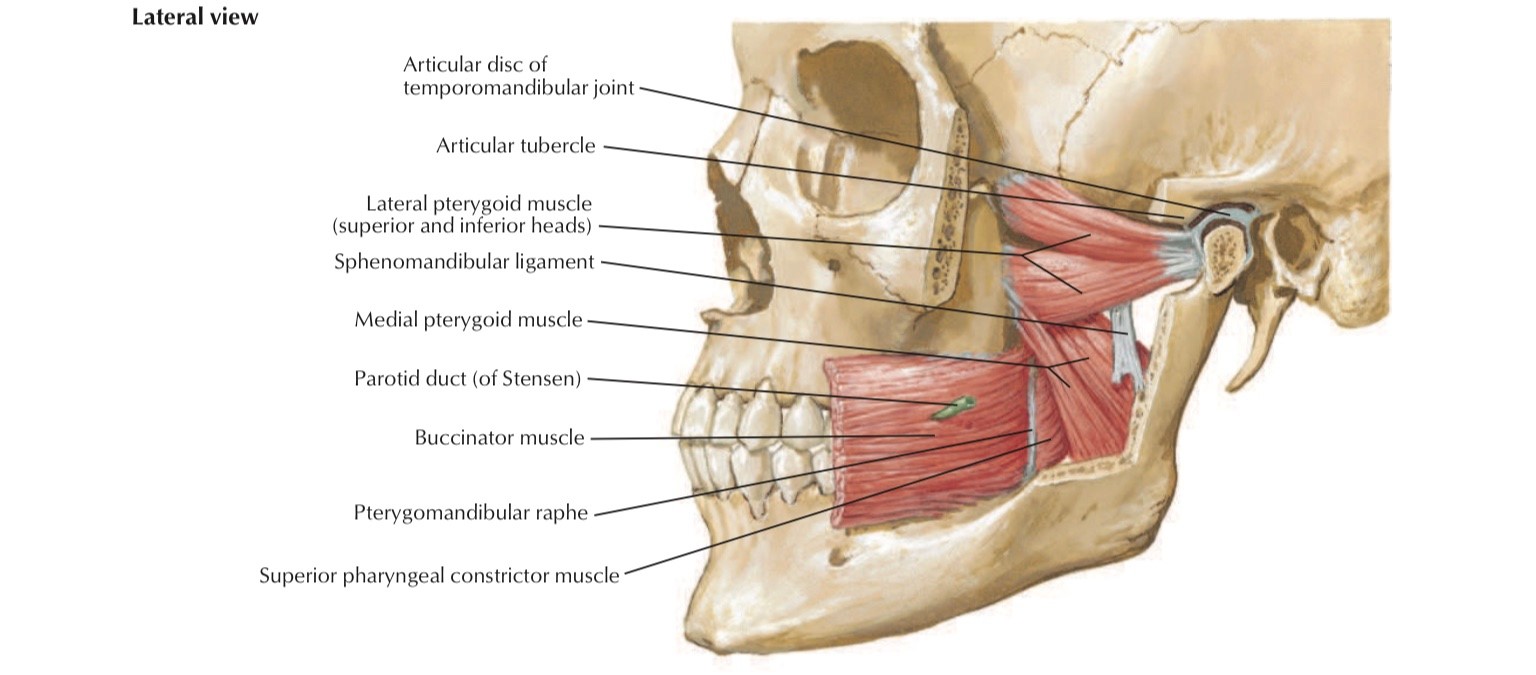 Lateral view
Articular disc of
temporomandibular joint
Articular tubercle
Lateral pterygoid muscle
(superior and inferior heads)
Sphenomandibular ligament
Medial pterygoid muscle
Parotid duct (of Stensen)
Buccinator muscle
Pterygomandibular raphe
Superior pharyngeal constrictor muscle